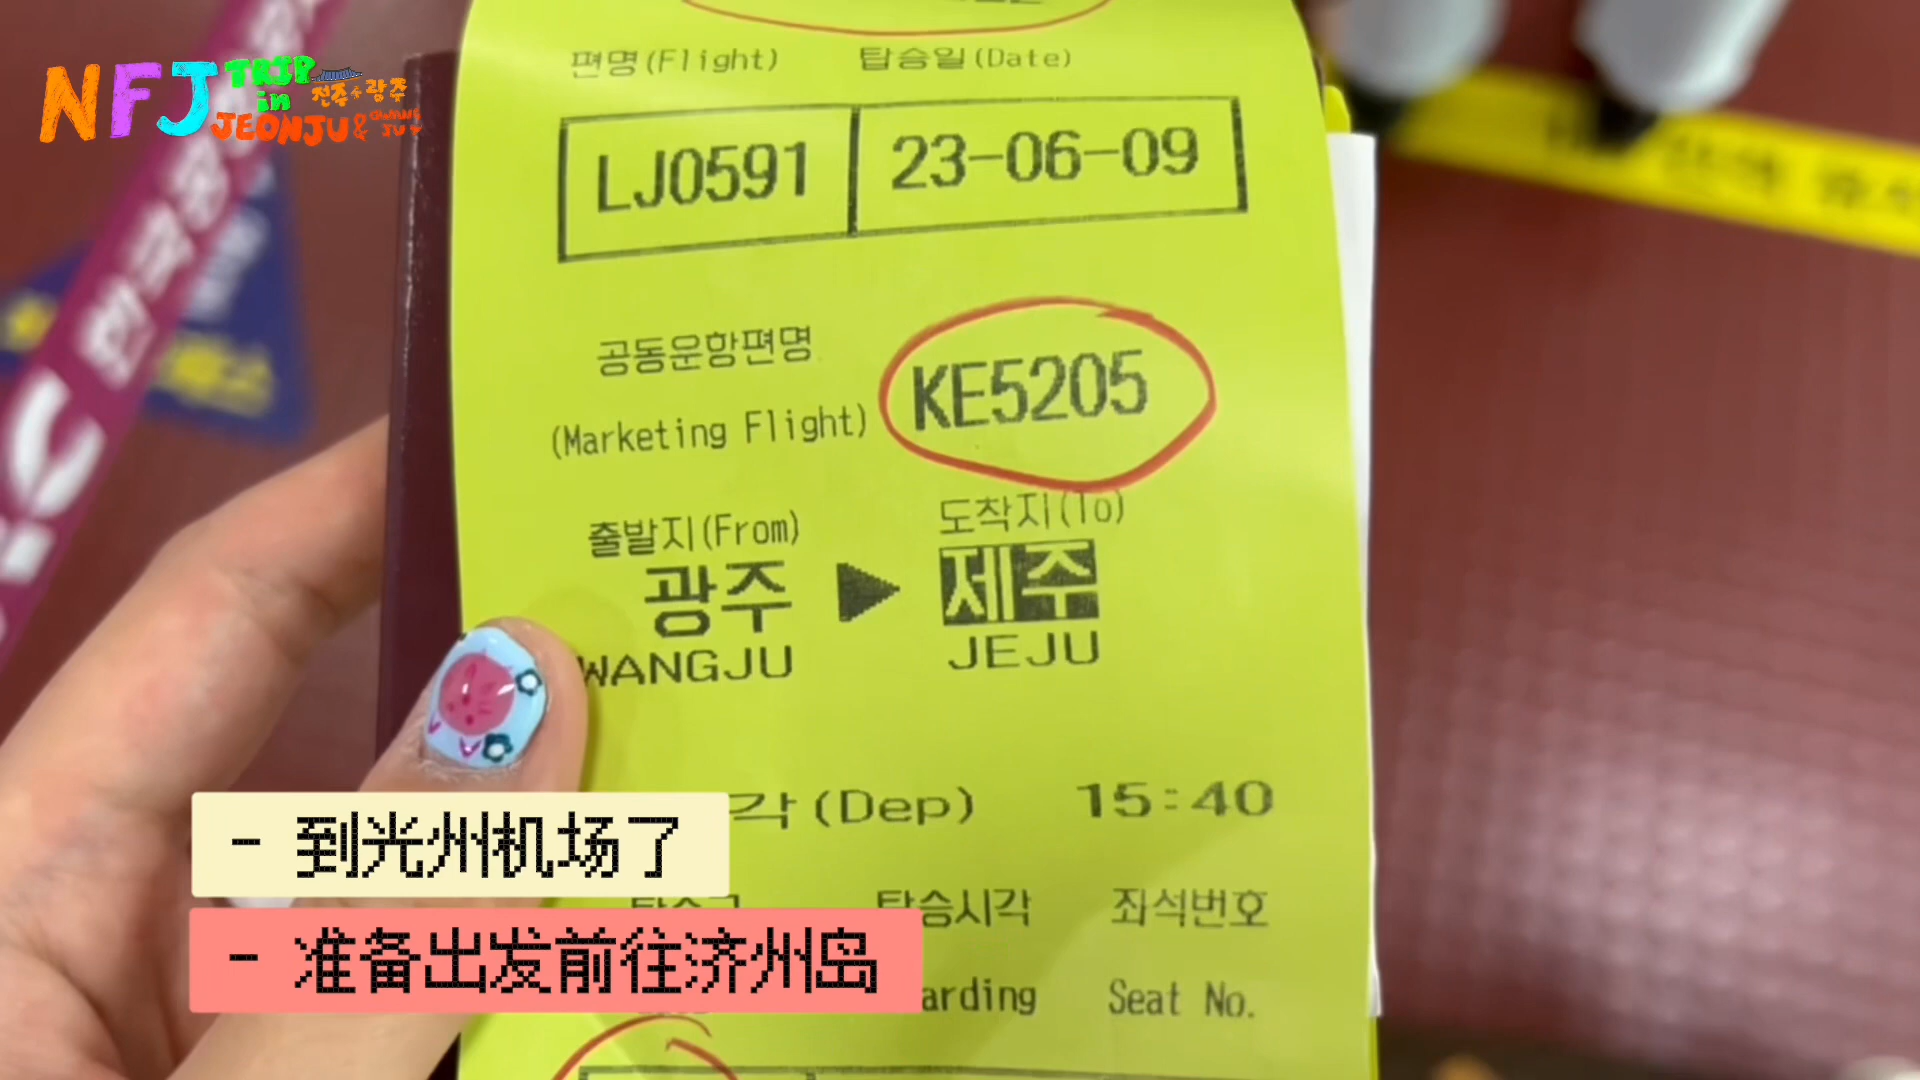 NFJ TRIP in 전주&광주 JEONJU & GWANGJU
편명(Flight) 탑승일(Date)
LJ0591 23-06-09
공동운항편명
(Marketing Flight) KE5205
출발지(From) 도착지(To)
광주 ▶ 제주
WANGJU JEJU
각(Dep) 15:40
- 到光州机场了
탑승시각 좌석번호
- 准备出发前往济州岛
arding Seat No.